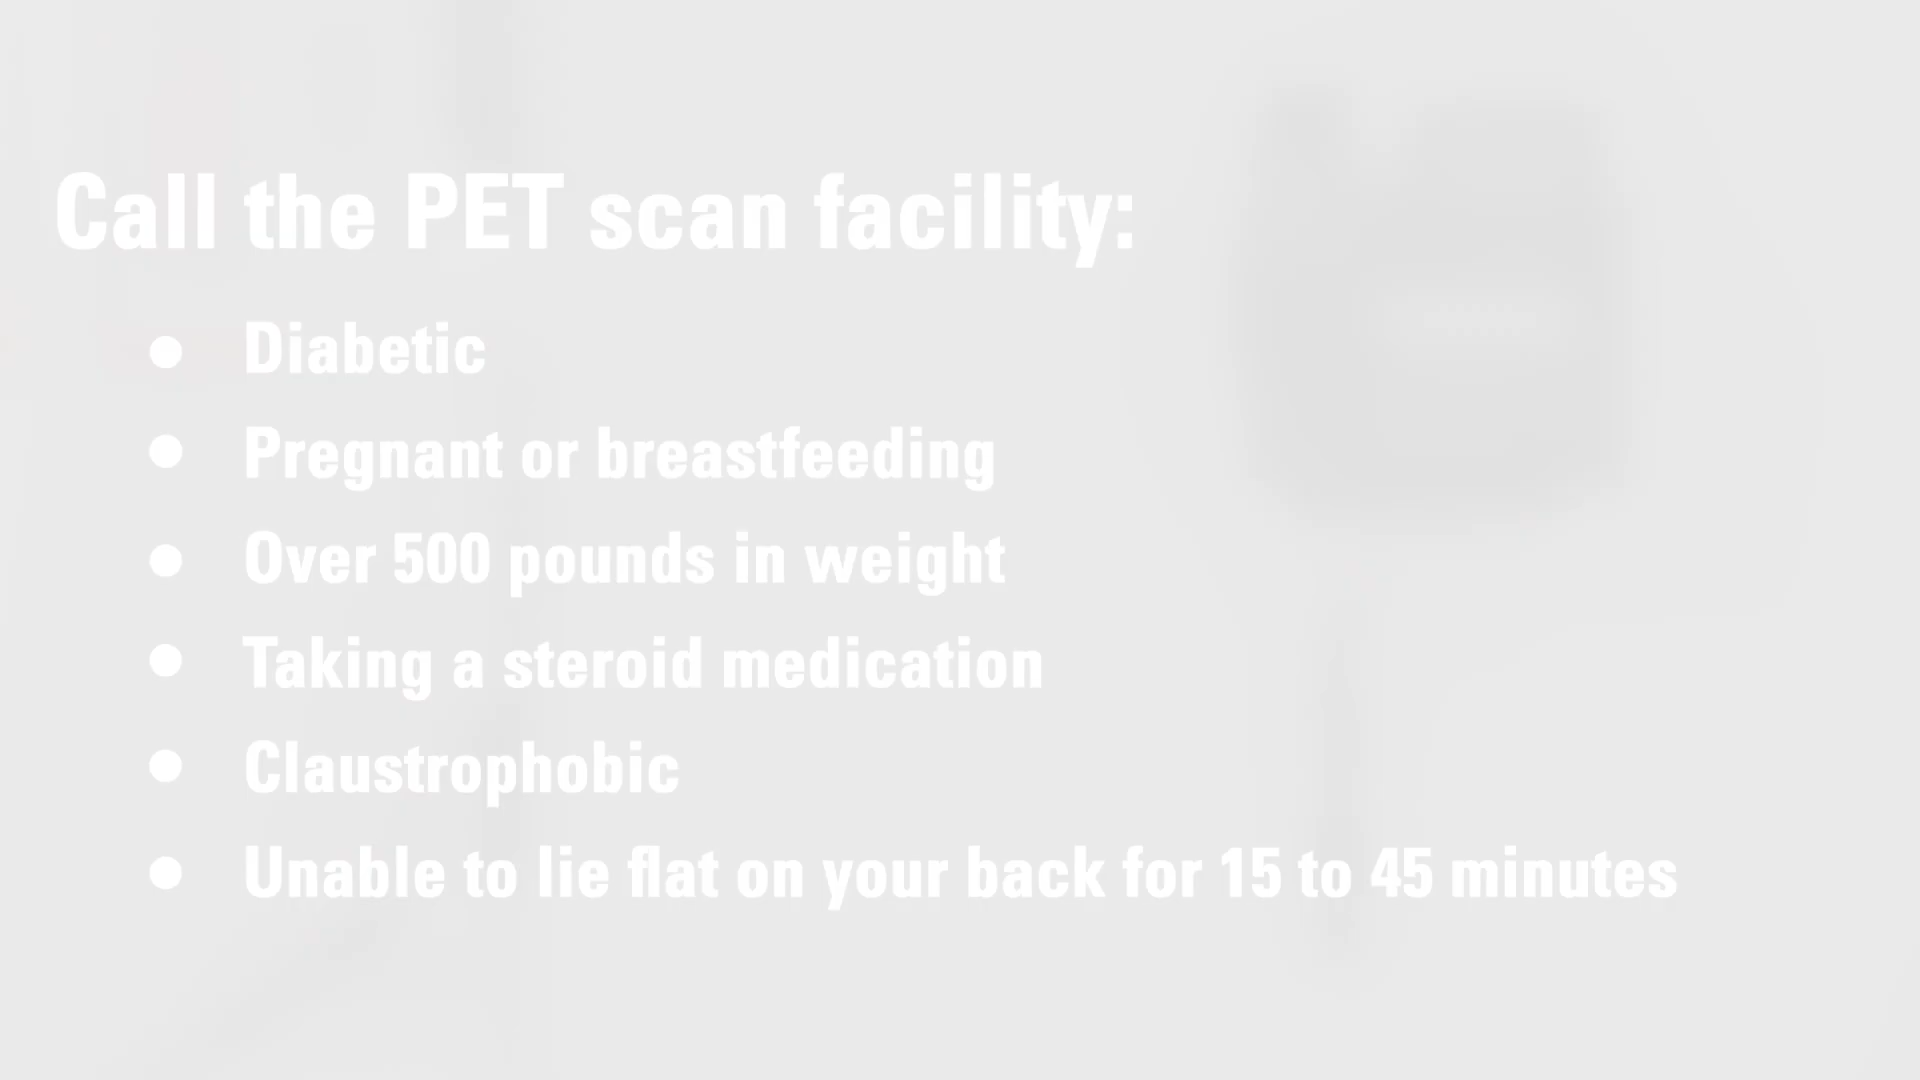 Call the PET scan facility:
● Diabetic
● Pregnant or breastfeeding
● Over 500 pounds in weight
● Taking a steroid medication
● Claustrophobic
● Unable to lie flat on your back for 15 to 45 minutes